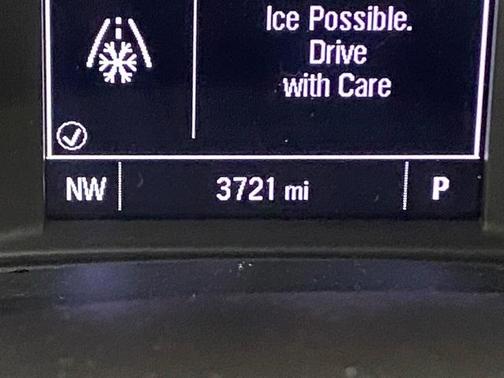 Ice Possible.
Drive
with Care
NW 3721 mi P